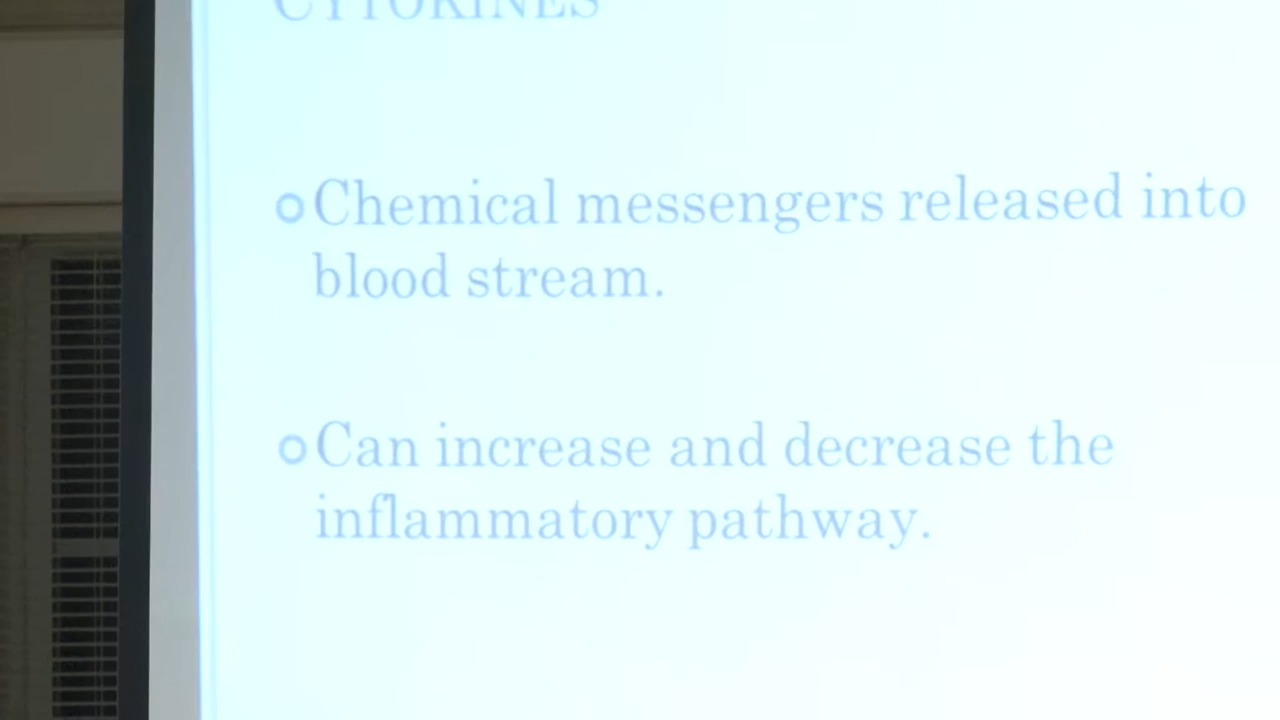 CYTOKINES
Chemical messengers released into
blood stream.
Can increase and decrease the
inflammatory pathway.